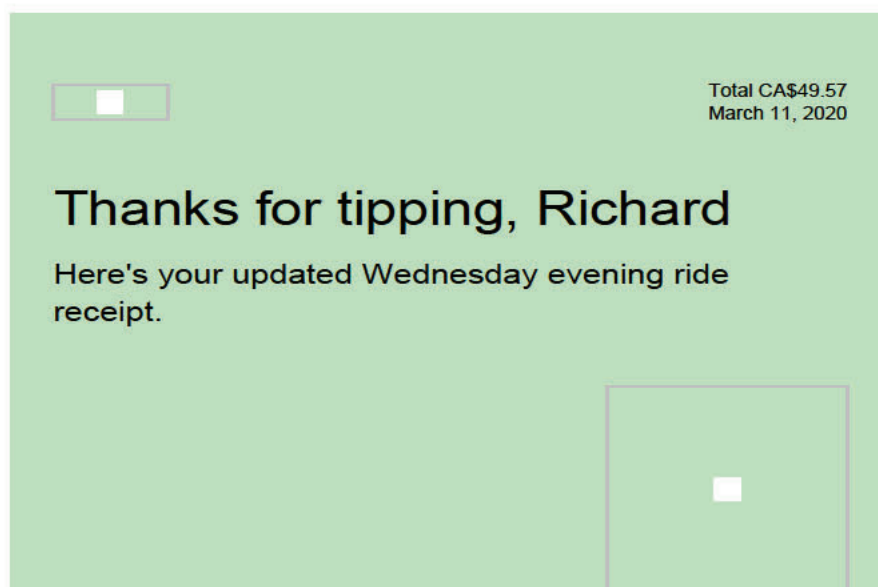 Total CA$49.57
March 11, 2020
Thanks for tipping, Richard
Here's your updated Wednesday evening ride
receipt.